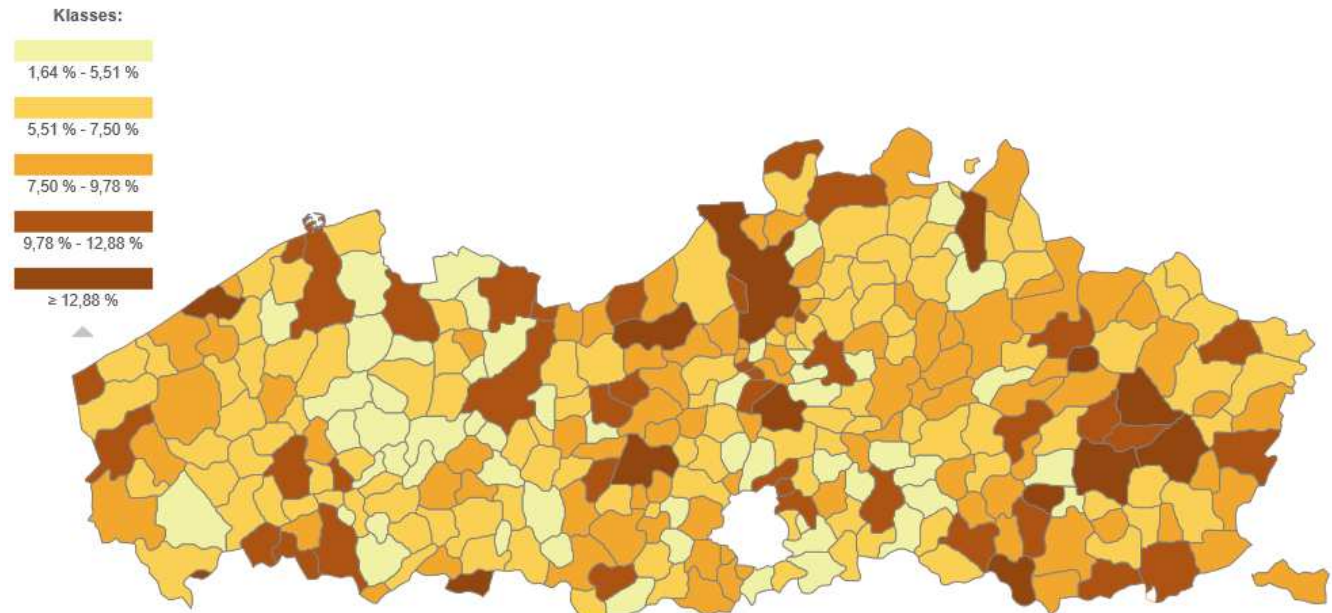 Klasses:
1,64 % - 5,51 %
5,51 % - 7,50 %
7,50 % - 9,78 %
9,78 % - 12,88 %
≥ 12,88 %